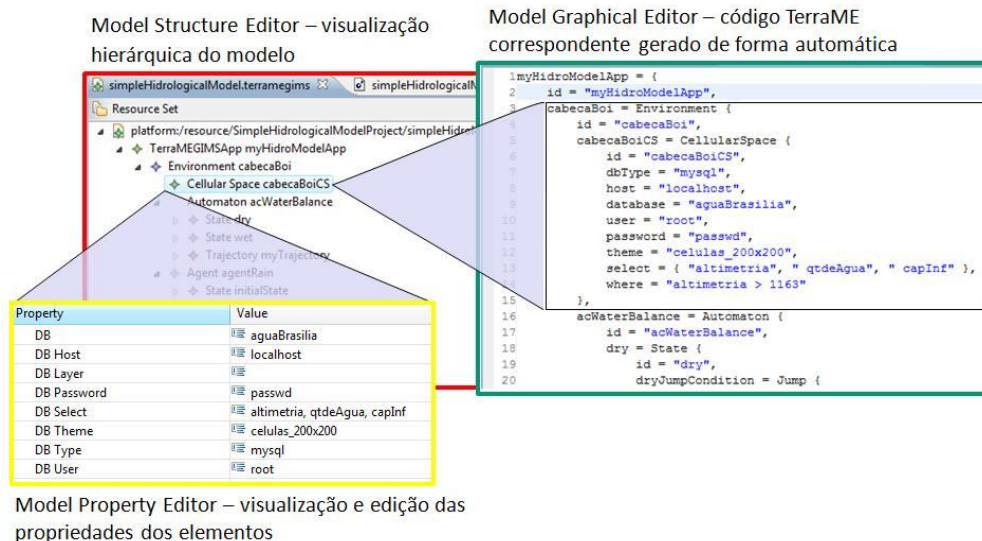 Model Structure Editor – visualização
hierárquica do modelo
Model Graphical Editor – código TerraME
correspondente gerado de forma automática
simpleHidrologicalModel.terramegims
simpleHidrologicalM
Resource Set
platform:/resource/SimpleHidrologicalModelProject/simpleHidrol
TerraMEGIMSApp myHidroModelApp
Environment cabecaBoi
Cellular Space cabecaBoiCS
Automaton acWaterBalance
State dry
State wet
Trajectory myTrajectory
Agent agentRain
State initialState
Property Value
DB aguaBrasilia
DB Host localhost
DB Layer
DB Password passwd
DB Select altimetria, qtdeAgua, capInf
DB Theme celulas_200x200
DB Type mysql
DB User root
1 myHidroModelApp = {
2 id = "myHidroModelApp",
3 cabecaBoi = Environment {
4 id = "cabecaBoi",
5 cabecaBoiCS = CellularSpace {
6 id = "cabecaBoiCS",
7 dbType = "mysql",
8 host = "localhost",
9 database = "aguaBrasilia",
10 user = "root",
11 password = "passwd",
12 theme = "celulas_200x200",
13 select = { "altimetria", " qtdeAgua", " capInf" },
14 where = "altimetria > 1163"
15 },
16 acWaterBalance = Automaton {
17 id = "acWaterBalance",
18 dry = State {
19 id = "dry",
20 dryJumpCondition = Jump {
Model Property Editor – visualização e edição das
propriedades dos elementos